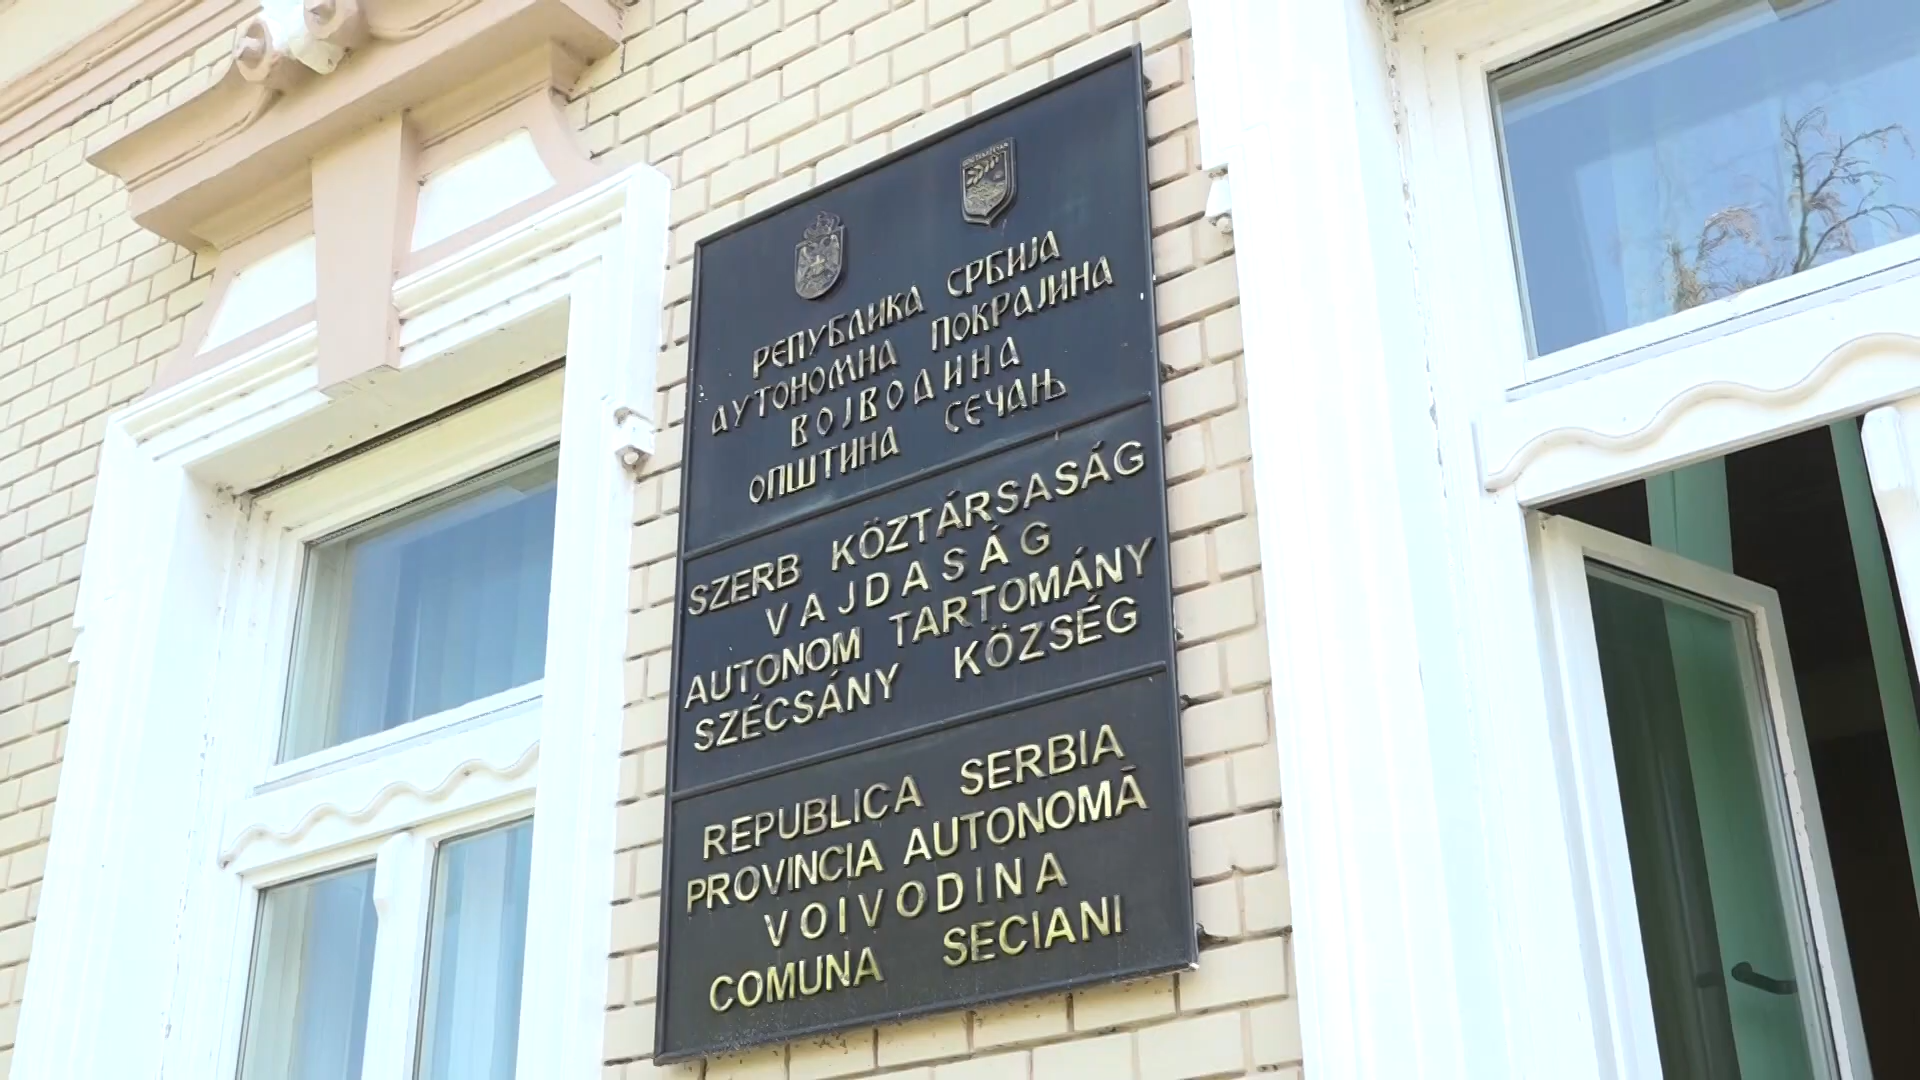 РЕПУБЛИКА СРБИЈА
АУТОНОМНА ПОКРАЈИНА
ВОЈВОДИНА
ОПШТИНА СЕЧАЊ
SZERB KÖZTÁRSASÁG
VAJDASÁG
AUTONOM TARTOMÁNY
SZÉCSÁNY KÖZSÉG
REPUBLICA SERBIA
PROVINCIA AUTONOMĀ
VOIVODINA
COMUNA SECIANI